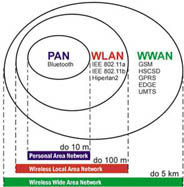 PAN
Bluetooth
WLAN
IEE 802.11a
IEE 802.11b
Hiperlan2
WWAN
GSM
HSCSD
GPRS
EDGE
UMTS
do 10 m
Personal Area Network
do 100 m
Wireless Local Area Network
do 5 km
Wireless Wide Area Network